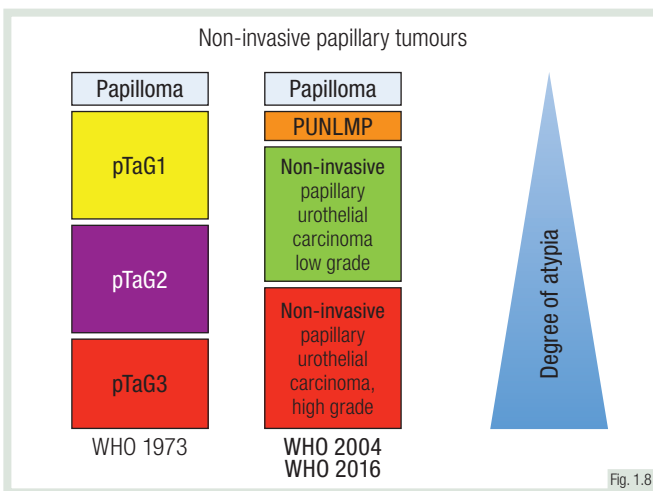 Non-invasive papillary tumours
Papilloma
pTaG1
pTaG2
pTaG3
WHO 1973
Papilloma
PUNLMP
Non-invasive
papillary
urothelial
carcinoma
low grade
Non-invasive
papillary
urothelial
carcinoma,
high grade
WHO 2004
WHO 2016
Degree of atypia
Fig. 1.8